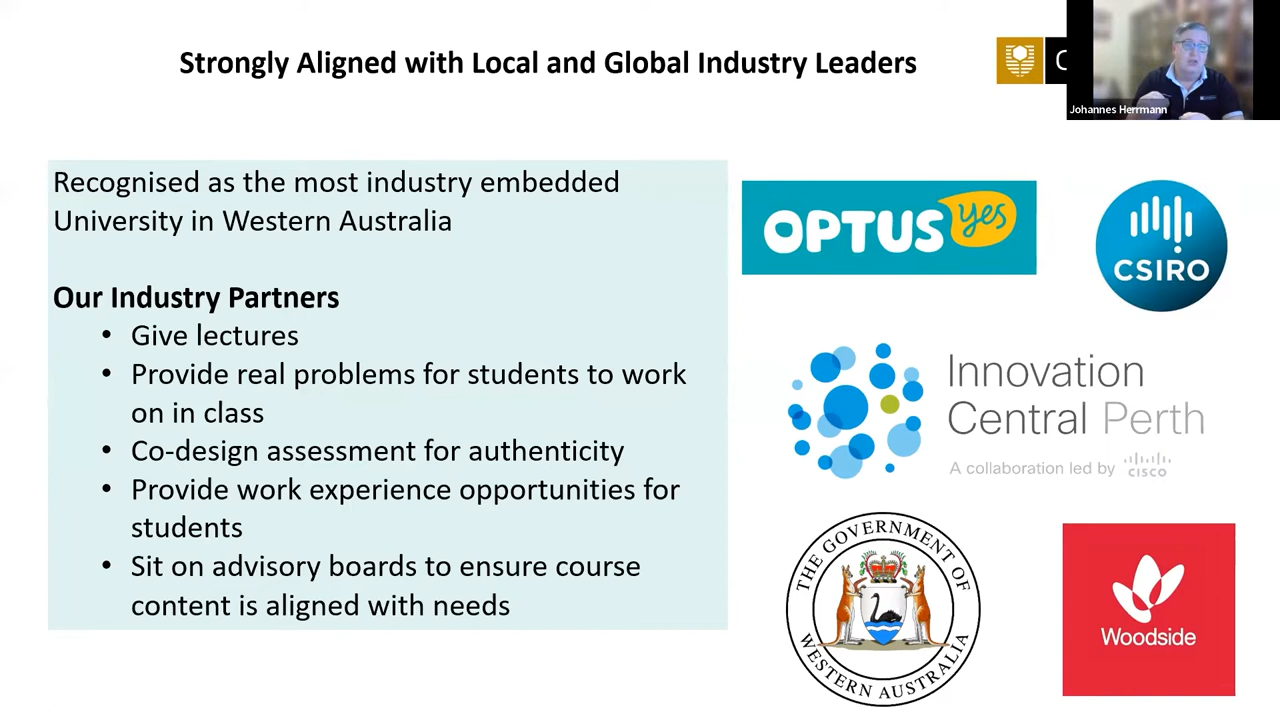 Strongly Aligned with Local and Global Industry Leaders
Johannes Herrmann
Recognised as the most industry embedded
University in Western Australia
Our Industry Partners
• Give lectures
• Provide real problems for students to work
on in class
• Co-design assessment for authenticity
• Provide work experience opportunities for
students
• Sit on advisory boards to ensure course
content is aligned with needs
OPTUS yes
CSIRO
Innovation
Central Perth
A collaboration led by CISCO
THE GOVERNMENT OF
WESTERN AUSTRALIA
Woodside